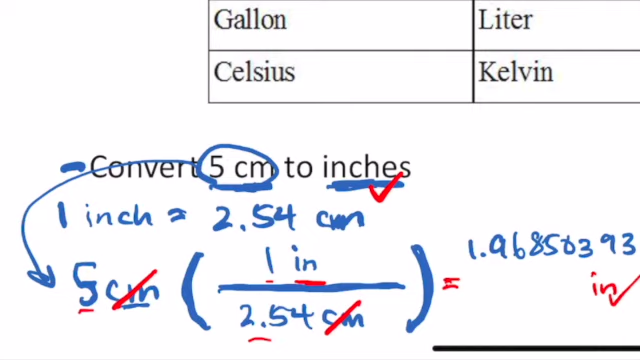 Gallon Liter
Celsius Kelvin
Convert 5 cm to inches
1 inch = 2.54 cm
5 cm ( 1 in / 2.54 cm ) = 1.96850393 in